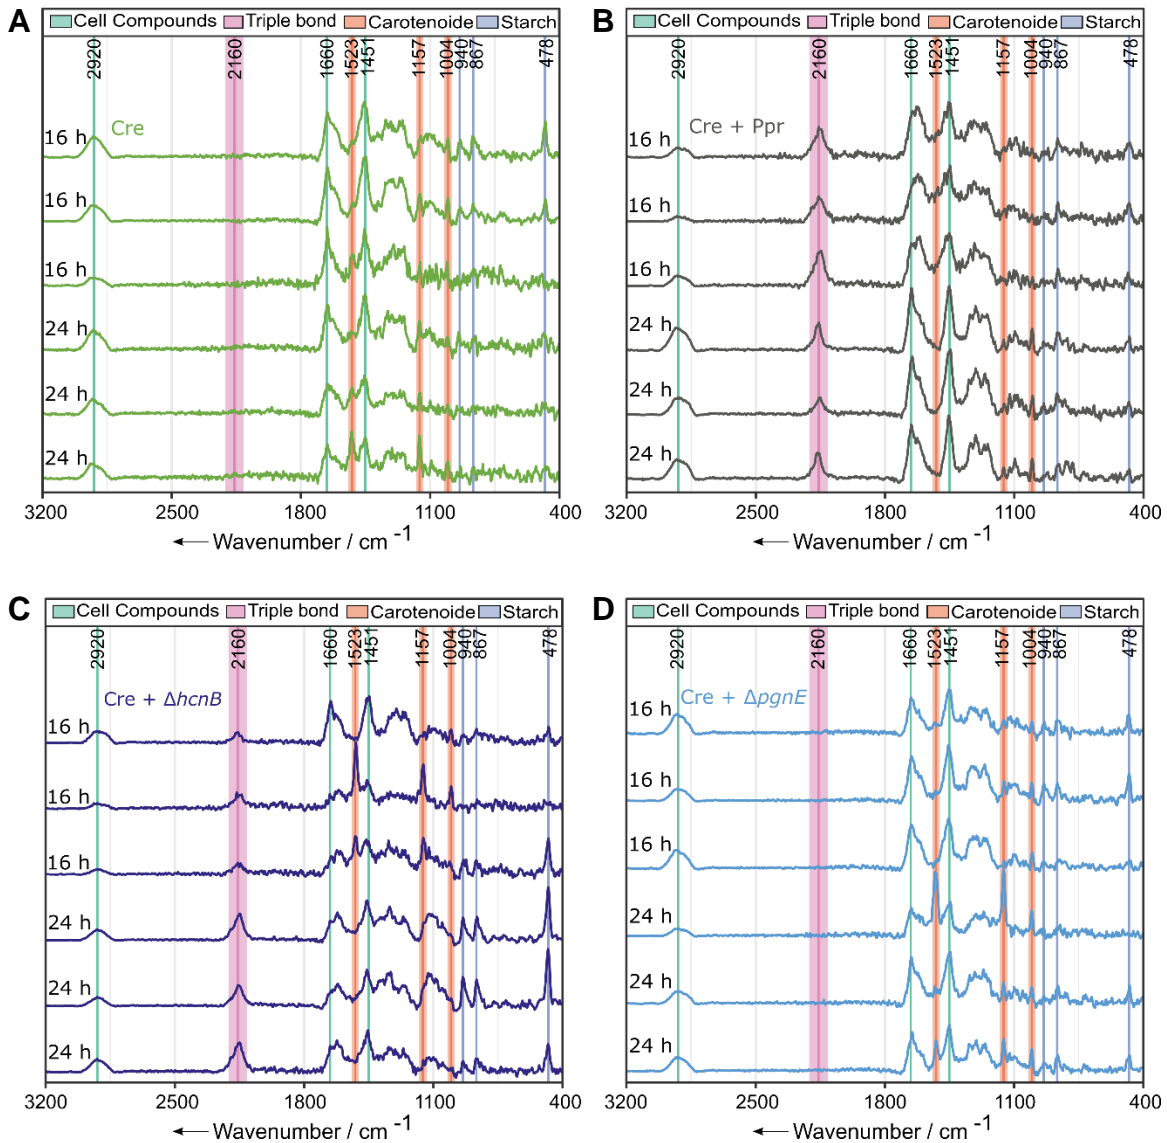 A
Cell Compounds Triple bond Carotenoide Starch
2920 2160 1660 1523 1451 1157 1004 940 867 478
Cre
16 h
16 h
16 h
24 h
24 h
24 h
3200 2500 1800 1100 400
← Wavenumber / cm -1
B
Cell Compounds Triple bond Carotenoide Starch
2920 2160 1660 1523 1451 1157 1004 940 867 478
Cre + Ppr
16 h
16 h
16 h
24 h
24 h
24 h
3200 2500 1800 1100 400
← Wavenumber / cm -1
C
Cell Compounds Triple bond Carotenoide Starch
2920 2160 1660 1523 1451 1157 1004 940 867 478
Cre + ΔhcnB
16 h
16 h
16 h
24 h
24 h
24 h
3200 2500 1800 1100 400
← Wavenumber / cm -1
D
Cell Compounds Triple bond Carotenoide Starch
2920 2160 1660 1523 1451 1157 1004 940 867 478
Cre + ΔpgnE
16 h
16 h
16 h
24 h
24 h
24 h
3200 2500 1800 1100 400
← Wavenumber / cm -1